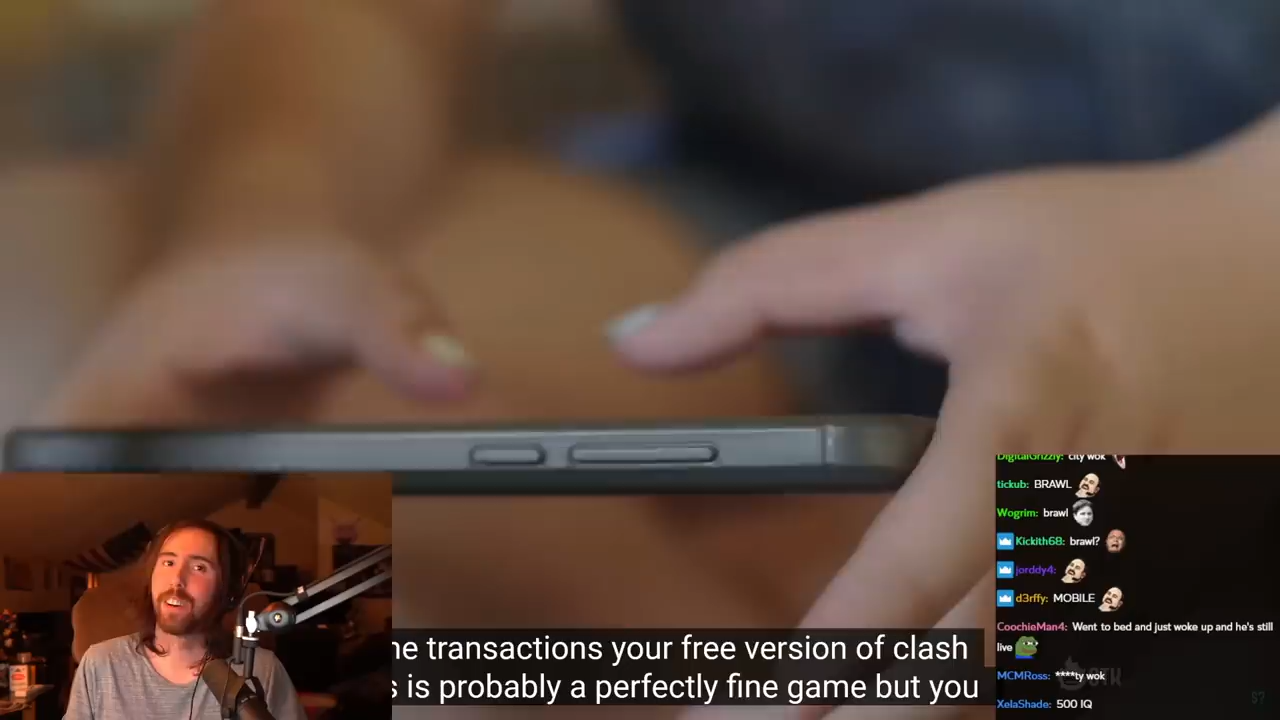 DigitalGrizzly: city wok
tickub: BRAWL
Wogrim: brawl
Kickith68: brawl?
jorddy4:
d3rffy: MOBILE
CoochieMan4: Went to bed and just woke up and he's still
live
MCMRoss: ****ty wok
XelaShade: 500 IQ
he transactions your free version of clash
s is probably a perfectly fine game but you